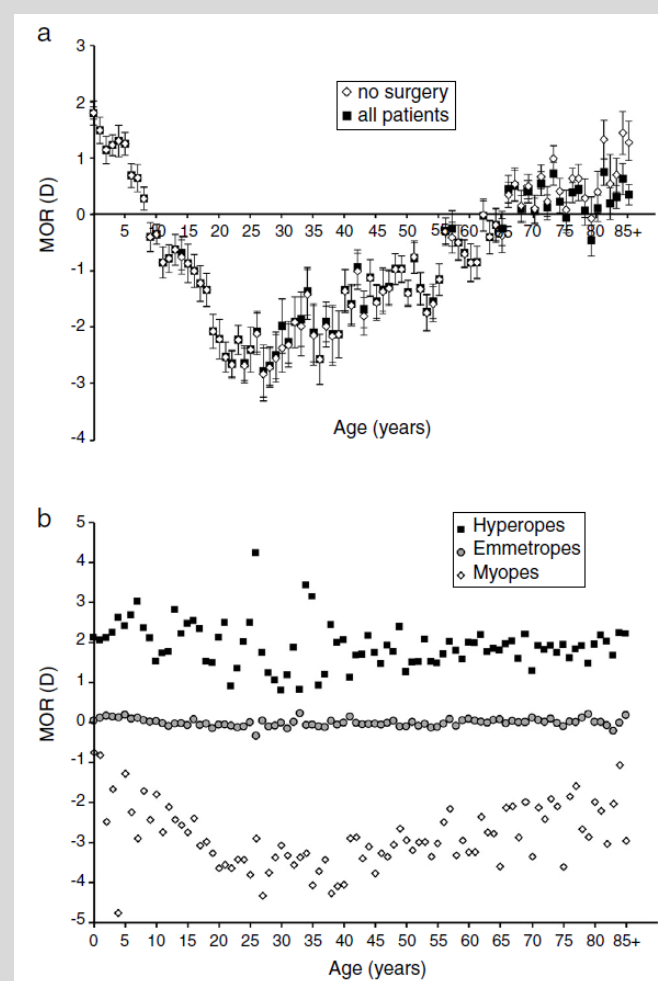 a
3
2
1
0
-1
-2
-3
-4
MOR (D)
no surgery
all patients
5 10 15 20 25 30 35 40 45 50 55 60 65 70 75 80 85+
Age (years)
b
5
4
3
2
1
0
-1
-2
-3
-4
-5
MOR (D)
Hyperopes
Emmetropes
Myopes
0 5 10 15 20 25 30 35 40 45 50 55 60 65 70 75 80 85+
Age (years)